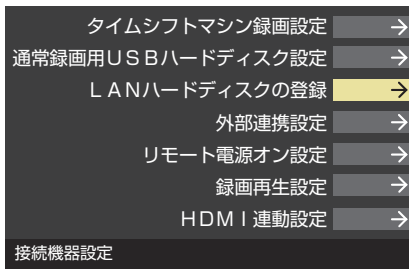 タイムシフトマシン録画設定
通常録画用USBハードディスク設定
LANハードディスクの登録
外部連携設定
リモート電源オン設定
録画再生設定
HDMI連動設定
接続機器設定